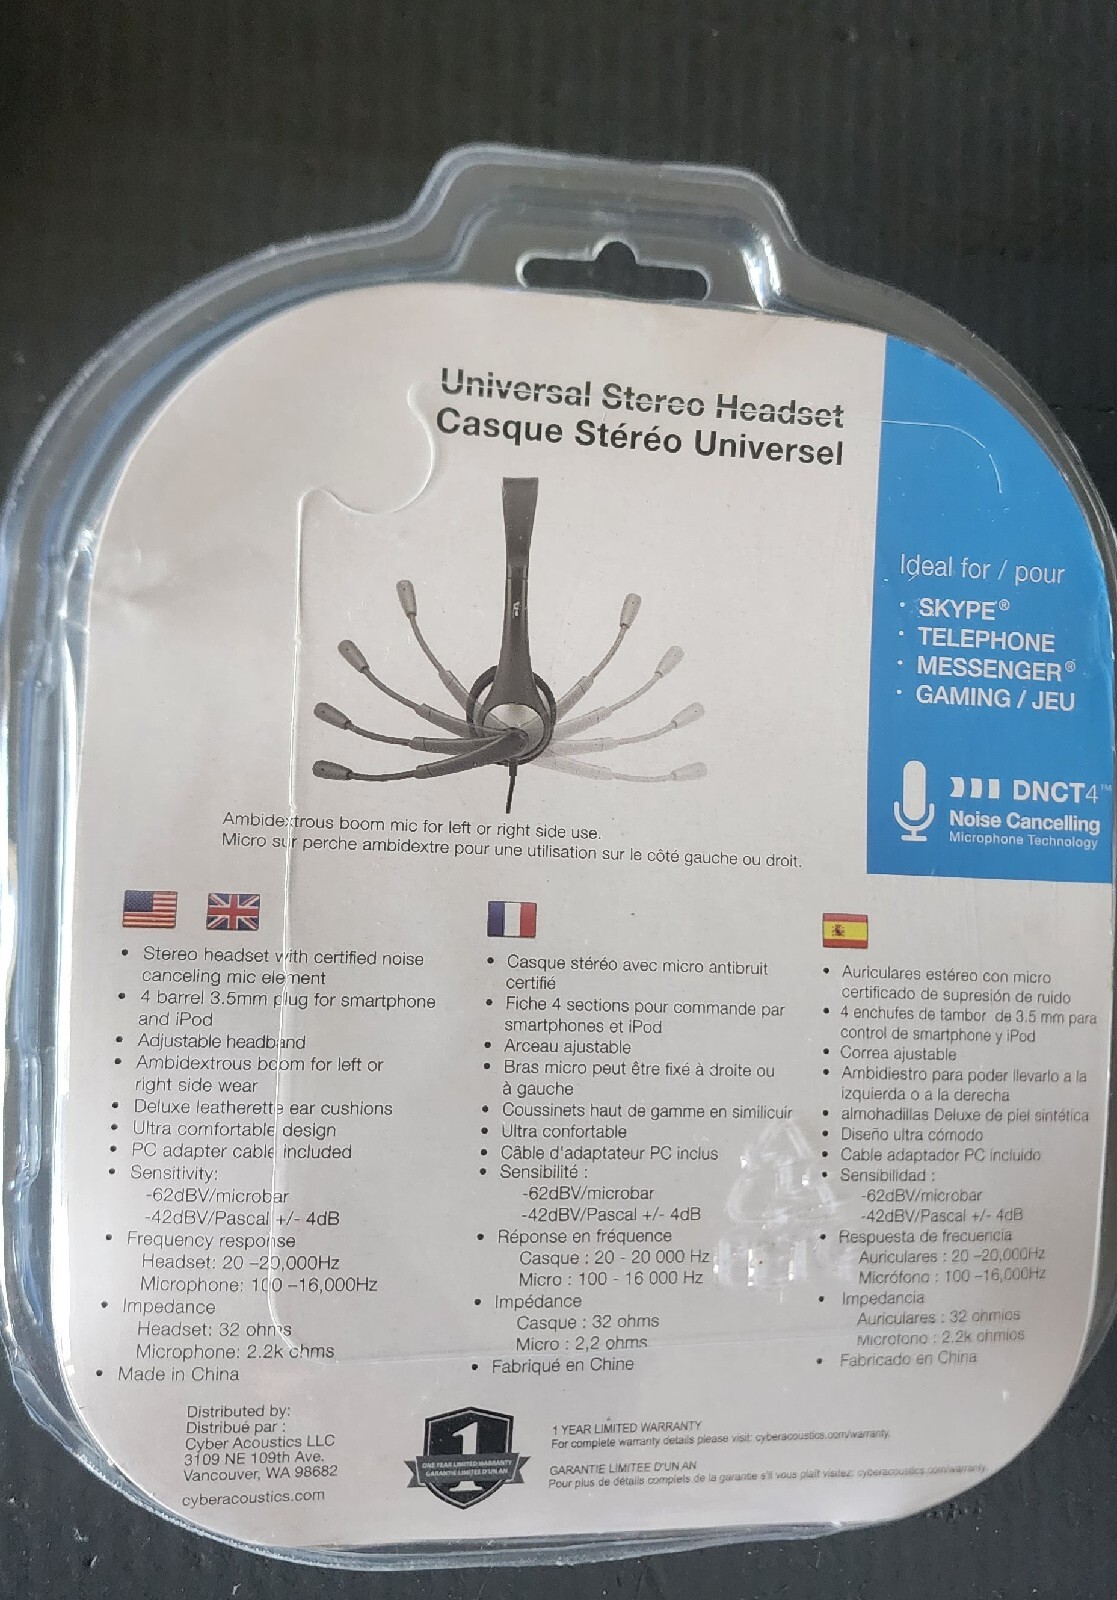 Universal Stereo Headset
Casque Stéréo Universel
Ideal for / pour
· SKYPE®
· TELEPHONE
· MESSENGER®
· GAMING / JEU
DNCT4™
Noise Cancelling
Microphone Technology
Ambidextrous boom mic for left or right side use.
Micro sur perche ambidextre pour une utilisation sur le côté gauche ou droit.
• Stereo headset with certified noise
canceling mic element
• 4 barrel 3.5mm plug for smartphone
and iPod
• Adjustable headband
• Ambidextrous boom for left or
right side wear
• Deluxe leatherette ear cushions
• Ultra comfortable design
• PC adapter cable included
• Sensitivity:
-62dBV/microbar
-42dBV/Pascal +/- 4dB
• Frequency response
Headset: 20 –20,000Hz
Microphone: 100 –16,000Hz
• Impedance
Headset: 32 ohms
Microphone: 2.2k ohms
• Made in China
• Casque stéréo avec micro antibruit
certifié
• Fiche 4 sections pour commande par
smartphones et iPod
• Arceau ajustable
• Bras micro peut être fixé à droite ou
à gauche
• Coussinets haut de gamme en similicuir
• Ultra confortable
• Câble d'adaptateur PC inclus
• Sensibilité :
-62dBV/microbar
-42dBV/Pascal +/- 4dB
• Réponse en fréquence
Casque : 20 - 20 000 Hz
Micro : 100 - 16 000 Hz
• Impédance
Casque : 32 ohms
Micro : 2,2 ohms
• Fabriqué en Chine
• Auriculares estéreo con micro
certificado de supresión de ruido
• 4 enchufes de tambor de 3.5 mm para
control de smartphone y iPod
• Correa ajustable
• Ambidiestro para poder llevarlo a la
izquierda o a la derecha
• almohadillas Deluxe de piel sintética
• Diseño ultra cómodo
• Cable adaptador PC incluido
• Sensibilidad :
-62dBV/microbar
-42dBV/Pascal +/- 4dB
• Respuesta de frecuencia
Auriculares : 20 –20,000Hz
Micrófono : 100 –16,000Hz
• Impedancia
Auriculares : 32 ohmios
Micrófono : 2.2k ohmios
• Fabricado en China
Distributed by:
Distribué par :
Cyber Acoustics LLC
3109 NE 109th Ave.
Vancouver, WA 98682
cyberacoustics.com
1
ONE YEAR LIMITED WARRANTY
GARANTIE LIMITEE D'UN AN
1 YEAR LIMITED WARRANTY
For complete warranty details please visit: cyberacoustics.com/warranty.
GARANTIE LIMITEE D'UN AN
Pour plus de détails complets de la garantie s'il vous plaît visitez: cyberacoustics.com/warranty.